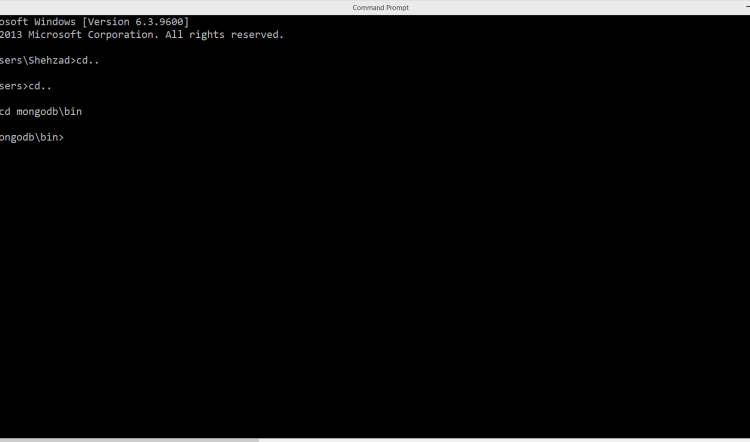 Command Prompt
osoft Windows [Version 6.3.9600]
2013 Microsoft Corporation. All rights reserved.
sers\Shehzad>cd..
sers>cd..
cd mongodb\bin
ongodb\bin>